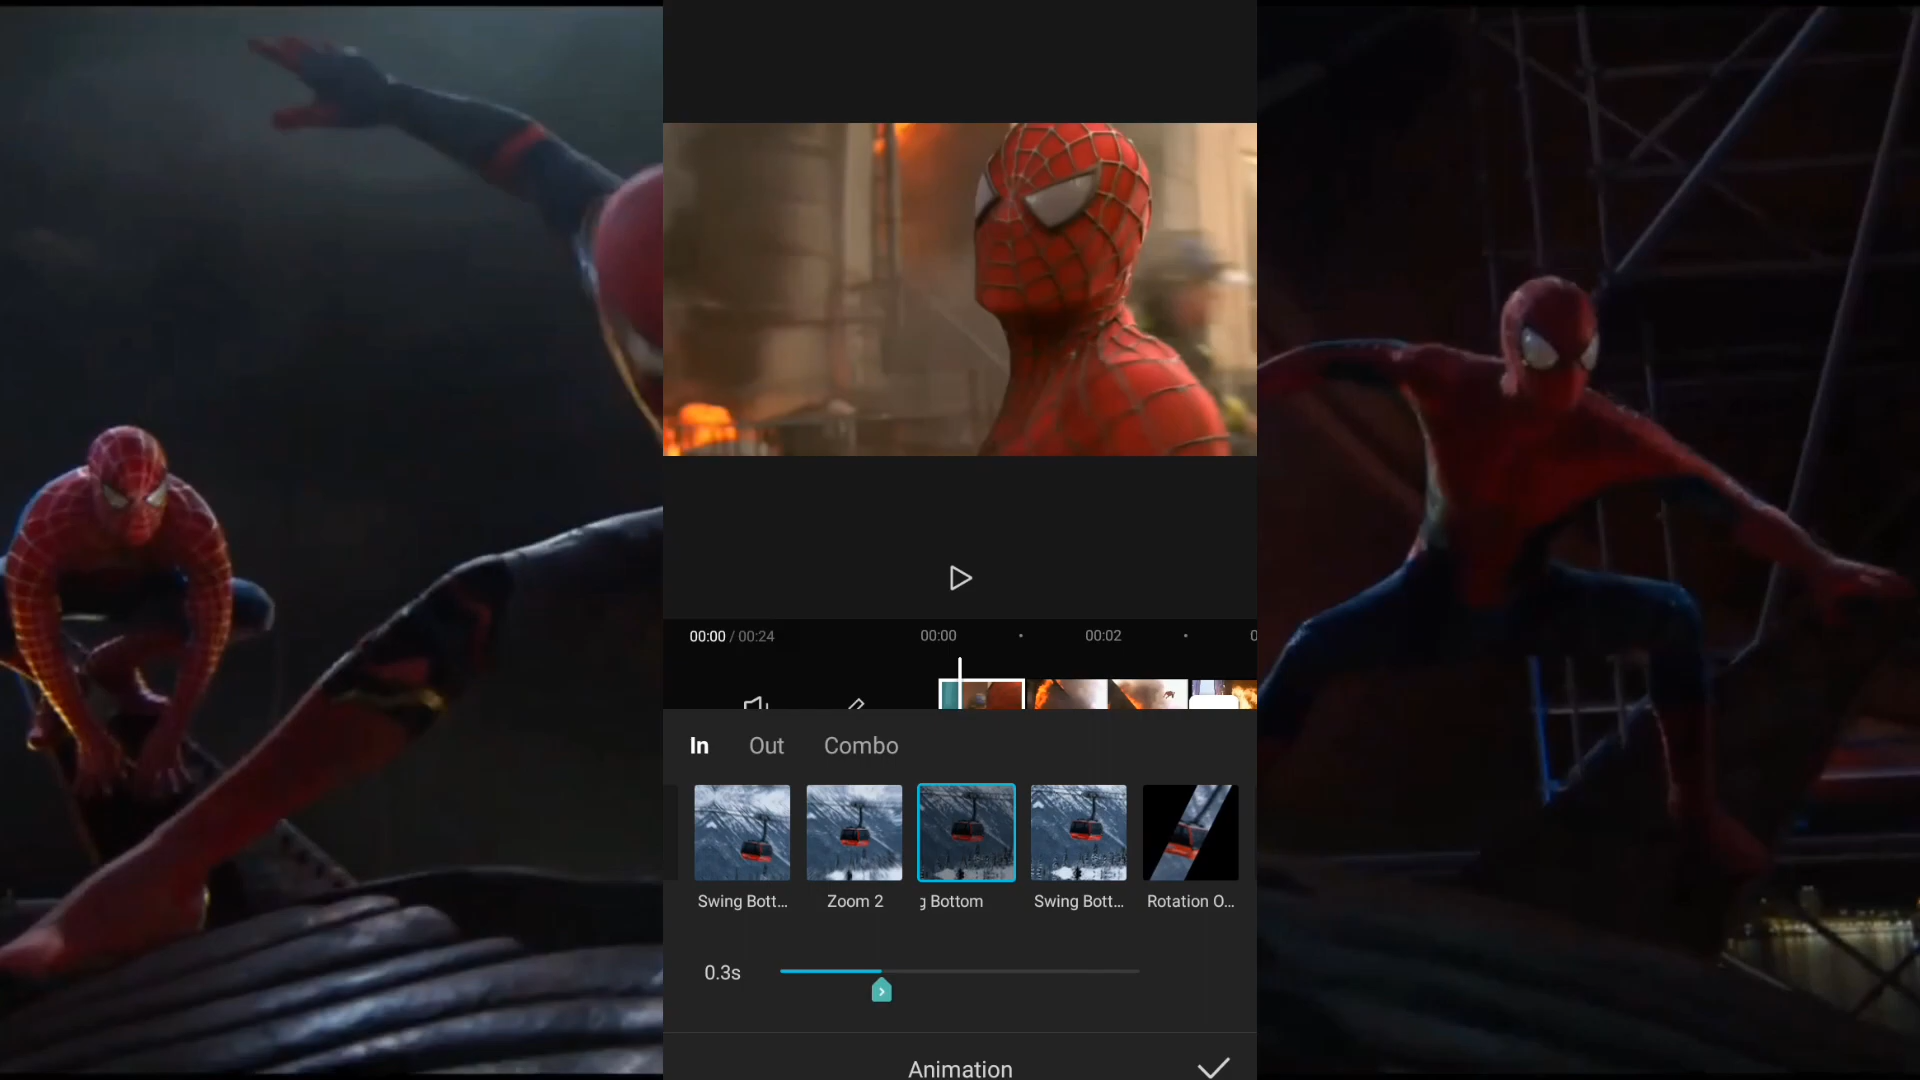 00:00 / 00:24
00:00 · 00:02 ·
In Out Combo
Swing Bott... Zoom 2 g Bottom Swing Bott... Rotation O...
0.3s
Animation